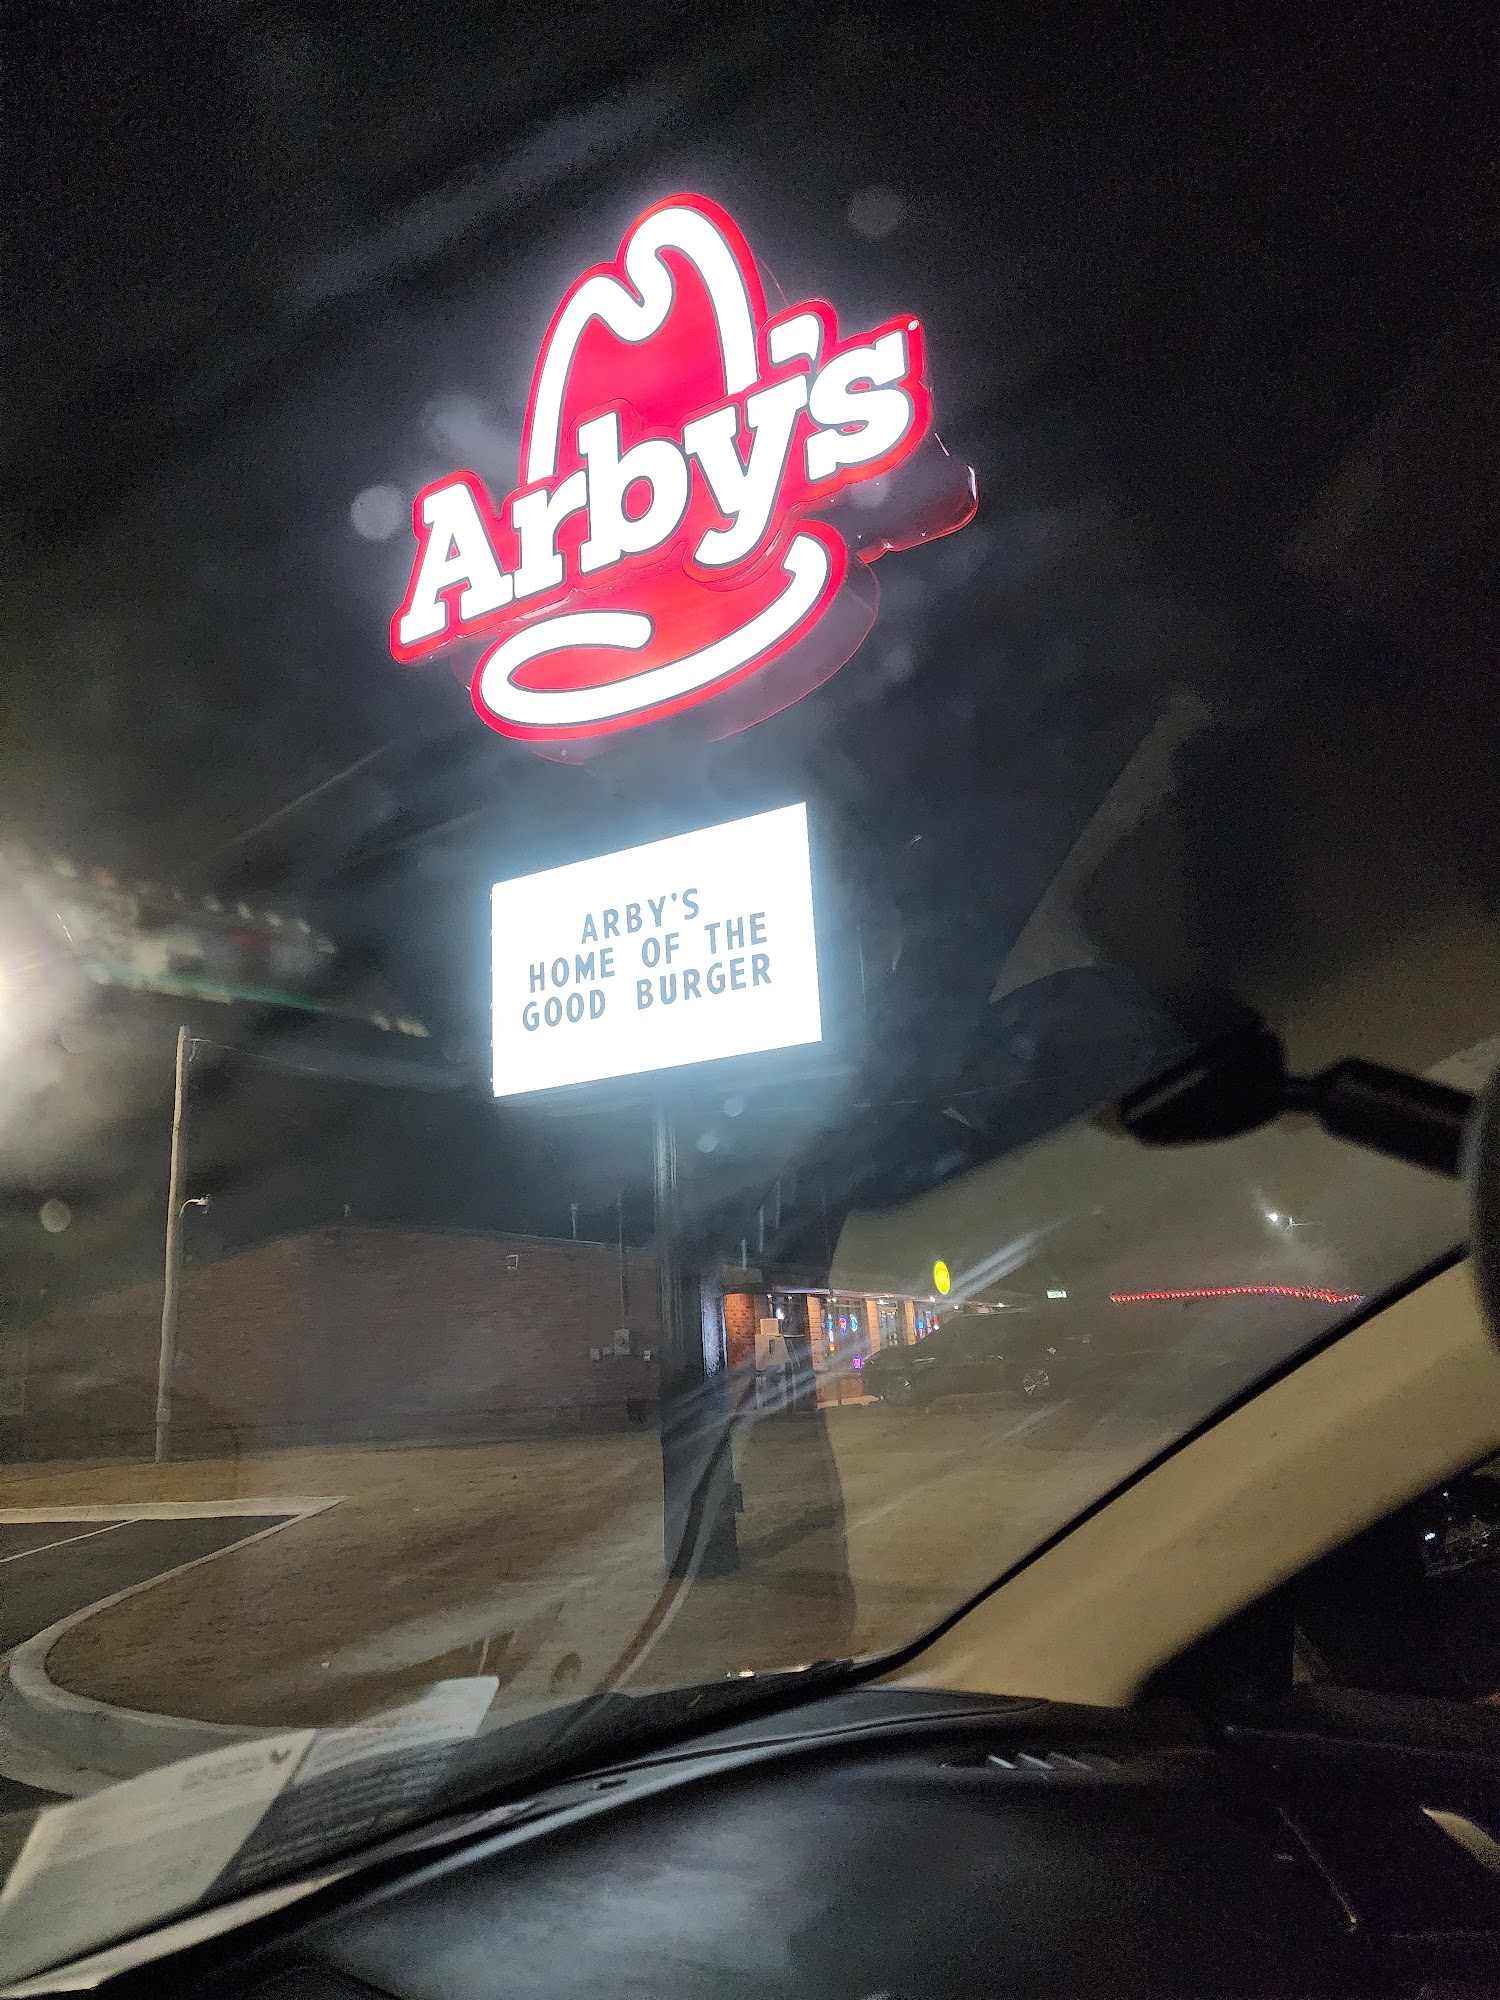 Arby's
ARBY'S
HOME OF THE
GOOD BURGER